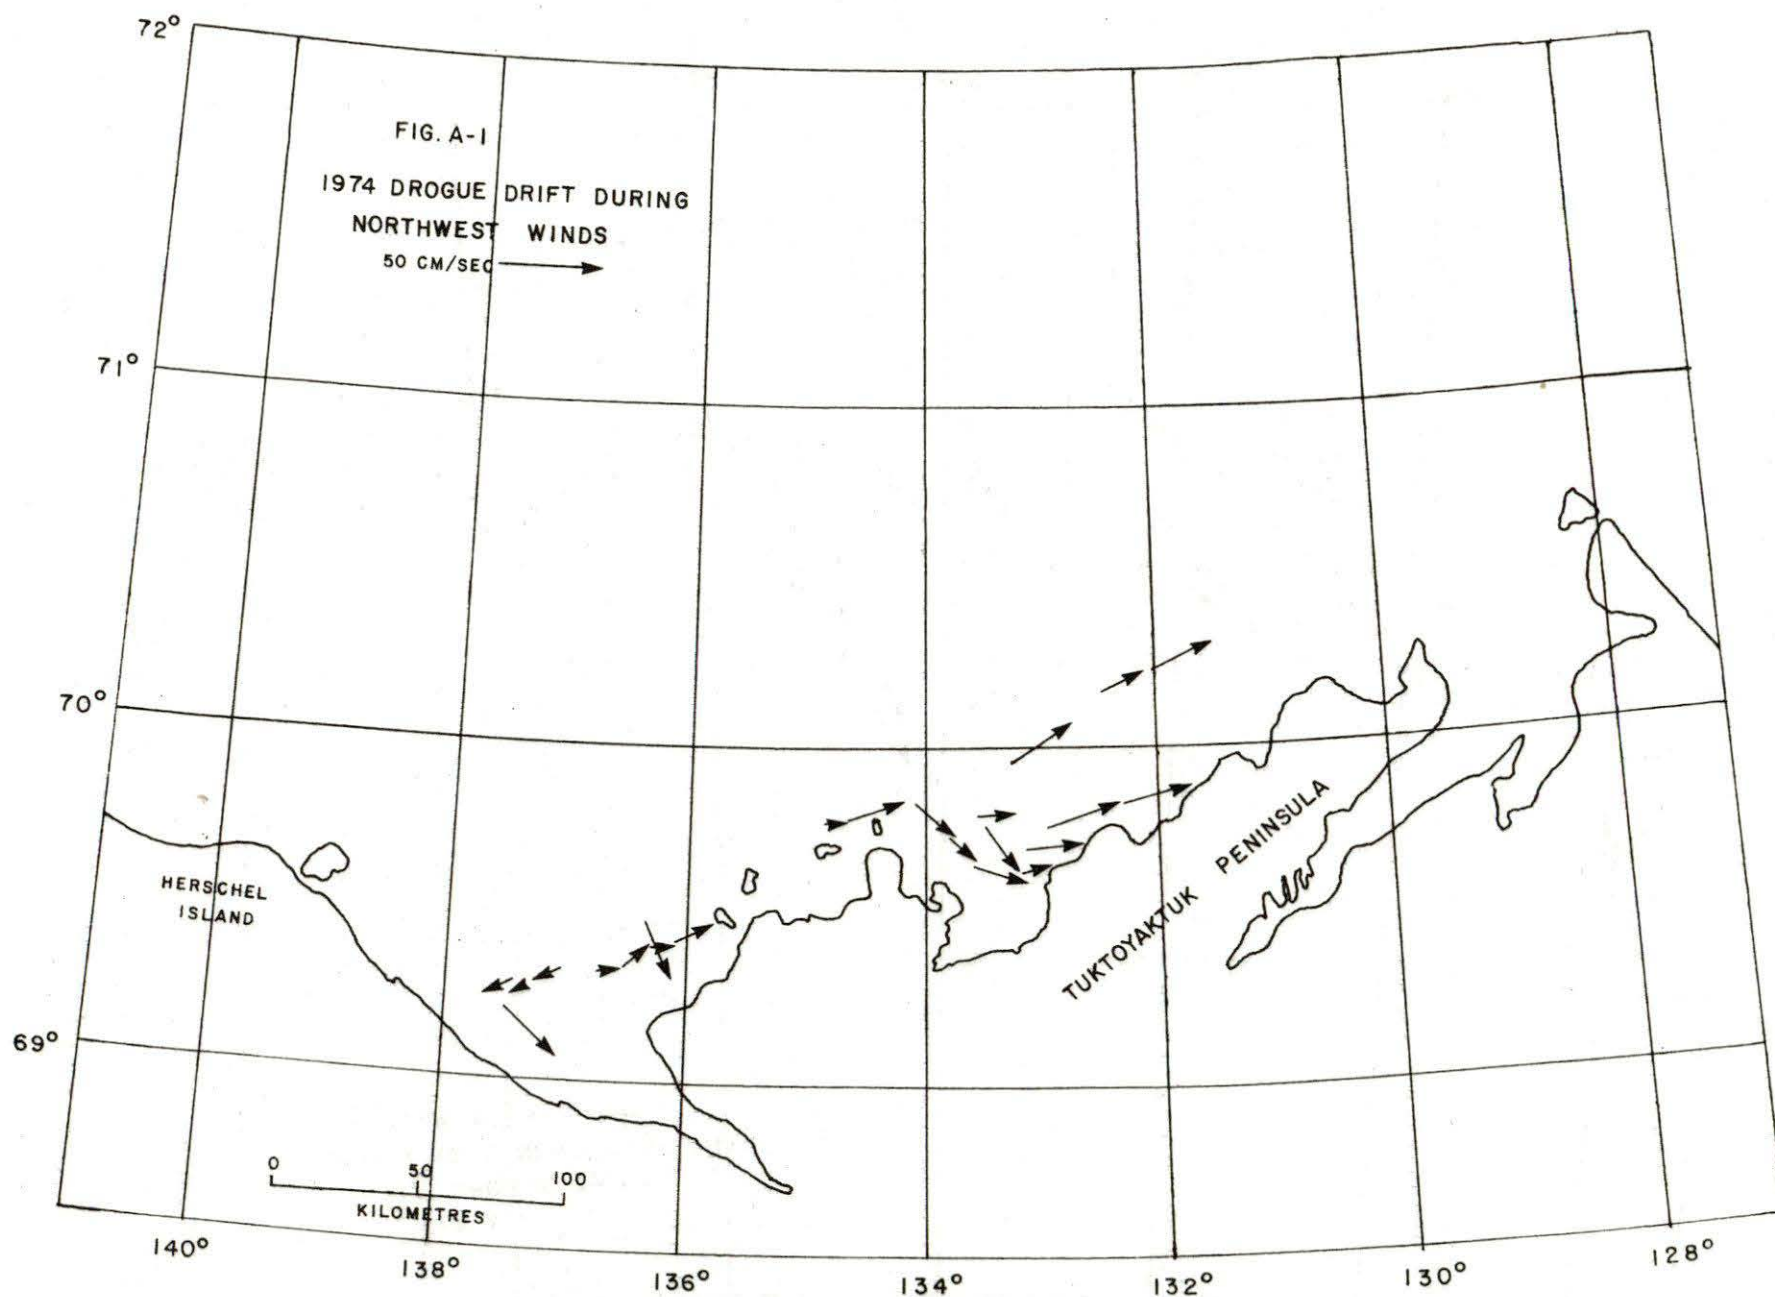 72°
FIG. A-1
1974 DROGUE DRIFT DURING
NORTHWEST WINDS
50 CM/SEC
71°
70°
HERSCHEL
ISLAND
TUKTOYAKTUK PENINSULA
69°
0 50 100
KILOMETRES
140° 138° 136° 134° 132° 130° 128°